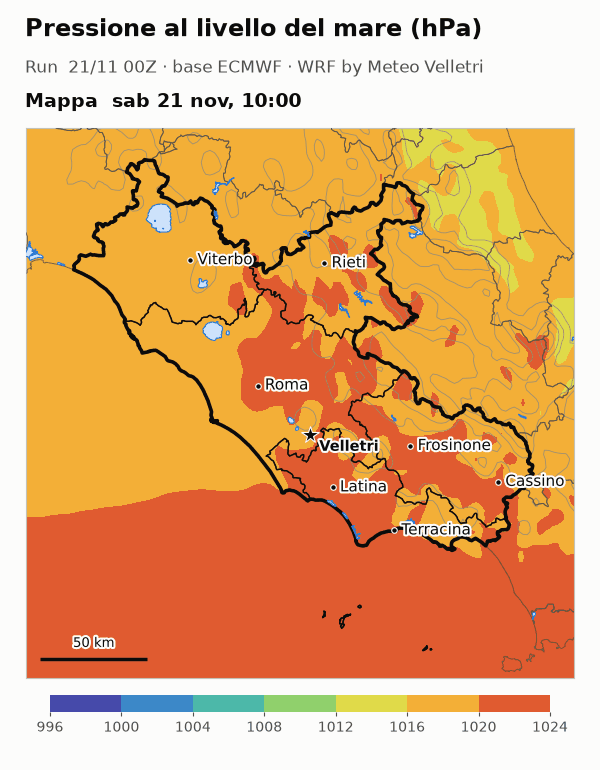 Pressione al livello del mare (hPa)
Run  21/11 00Z · base ECMWF · WRF by Meteo Velletri
Mappa  sab 21 nov, 10:00
Viterbo
Rieti
Roma
Velletri
Frosinone
Cassino
Latina
Terracina
50 km
996 1000 1004 1008 1012 1016 1020 1024